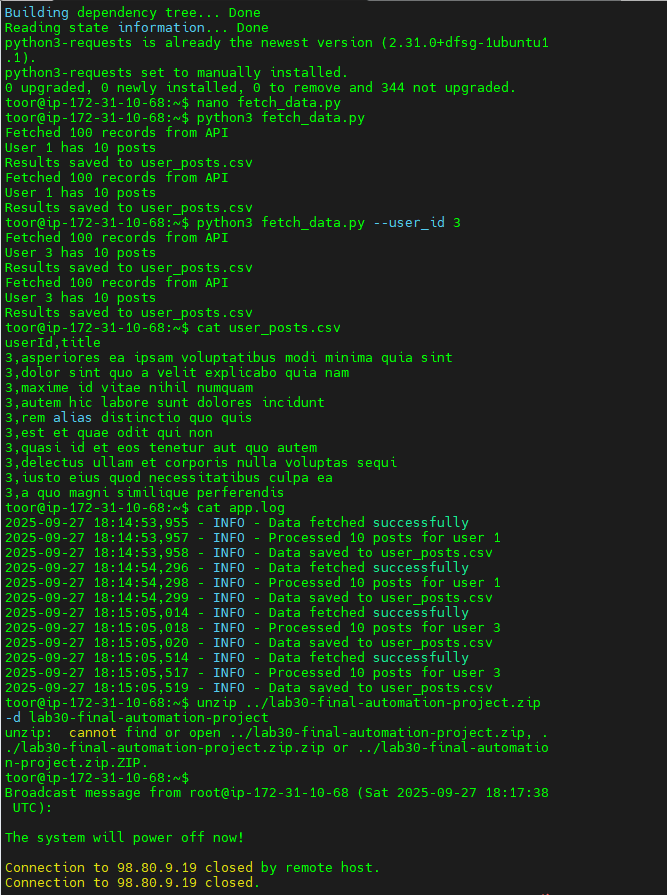 Building dependency tree... Done
Reading state information... Done
python3-requests is already the newest version (2.31.0+dfsg-1ubuntu1
.1).
python3-requests set to manually installed.
0 upgraded, 0 newly installed, 0 to remove and 344 not upgraded.
toor@ip-172-31-10-68:~$ nano fetch_data.py
toor@ip-172-31-10-68:~$ python3 fetch_data.py
Fetched 100 records from API
User 1 has 10 posts
Results saved to user_posts.csv
Fetched 100 records from API
User 1 has 10 posts
Results saved to user_posts.csv
toor@ip-172-31-10-68:~$ python3 fetch_data.py --user_id 3
Fetched 100 records from API
User 3 has 10 posts
Results saved to user_posts.csv
Fetched 100 records from API
User 3 has 10 posts
Results saved to user_posts.csv
toor@ip-172-31-10-68:~$ cat user_posts.csv
userId,title
3,asperiores ea ipsam voluptatibus modi minima quia sint
3,dolor sint quo a velit explicabo quia nam
3,maxime id vitae nihil numquam
3,autem hic labore sunt dolores incidunt
3,rem alias distinctio quo quis
3,est et quae odit qui non
3,quasi id et eos tenetur aut quo autem
3,delectus ullam et corporis nulla voluptas sequi
3,iusto eius quod necessitatibus culpa ea
3,a quo magni similique perferendis
toor@ip-172-31-10-68:~$ cat app.log
2025-09-27 18:14:53,955 - INFO - Data fetched successfully
2025-09-27 18:14:53,957 - INFO - Processed 10 posts for user 1
2025-09-27 18:14:53,958 - INFO - Data saved to user_posts.csv
2025-09-27 18:14:54,296 - INFO - Data fetched successfully
2025-09-27 18:14:54,298 - INFO - Processed 10 posts for user 1
2025-09-27 18:14:54,299 - INFO - Data saved to user_posts.csv
2025-09-27 18:15:05,014 - INFO - Data fetched successfully
2025-09-27 18:15:05,018 - INFO - Processed 10 posts for user 3
2025-09-27 18:15:05,020 - INFO - Data saved to user_posts.csv
2025-09-27 18:15:05,514 - INFO - Data fetched successfully
2025-09-27 18:15:05,517 - INFO - Processed 10 posts for user 3
2025-09-27 18:15:05,519 - INFO - Data saved to user_posts.csv
toor@ip-172-31-10-68:~$ unzip ../lab30-final-automation-project.zip
-d lab30-final-automation-project
unzip:  cannot find or open ../lab30-final-automation-project.zip, .
./lab30-final-automation-project.zip.zip or ../lab30-final-automatio
n-project.zip.ZIP.
toor@ip-172-31-10-68:~$
Broadcast message from root@ip-172-31-10-68 (Sat 2025-09-27 18:17:38
 UTC):
The system will power off now!
Connection to 98.80.9.19 closed by remote host.
Connection to 98.80.9.19 closed.